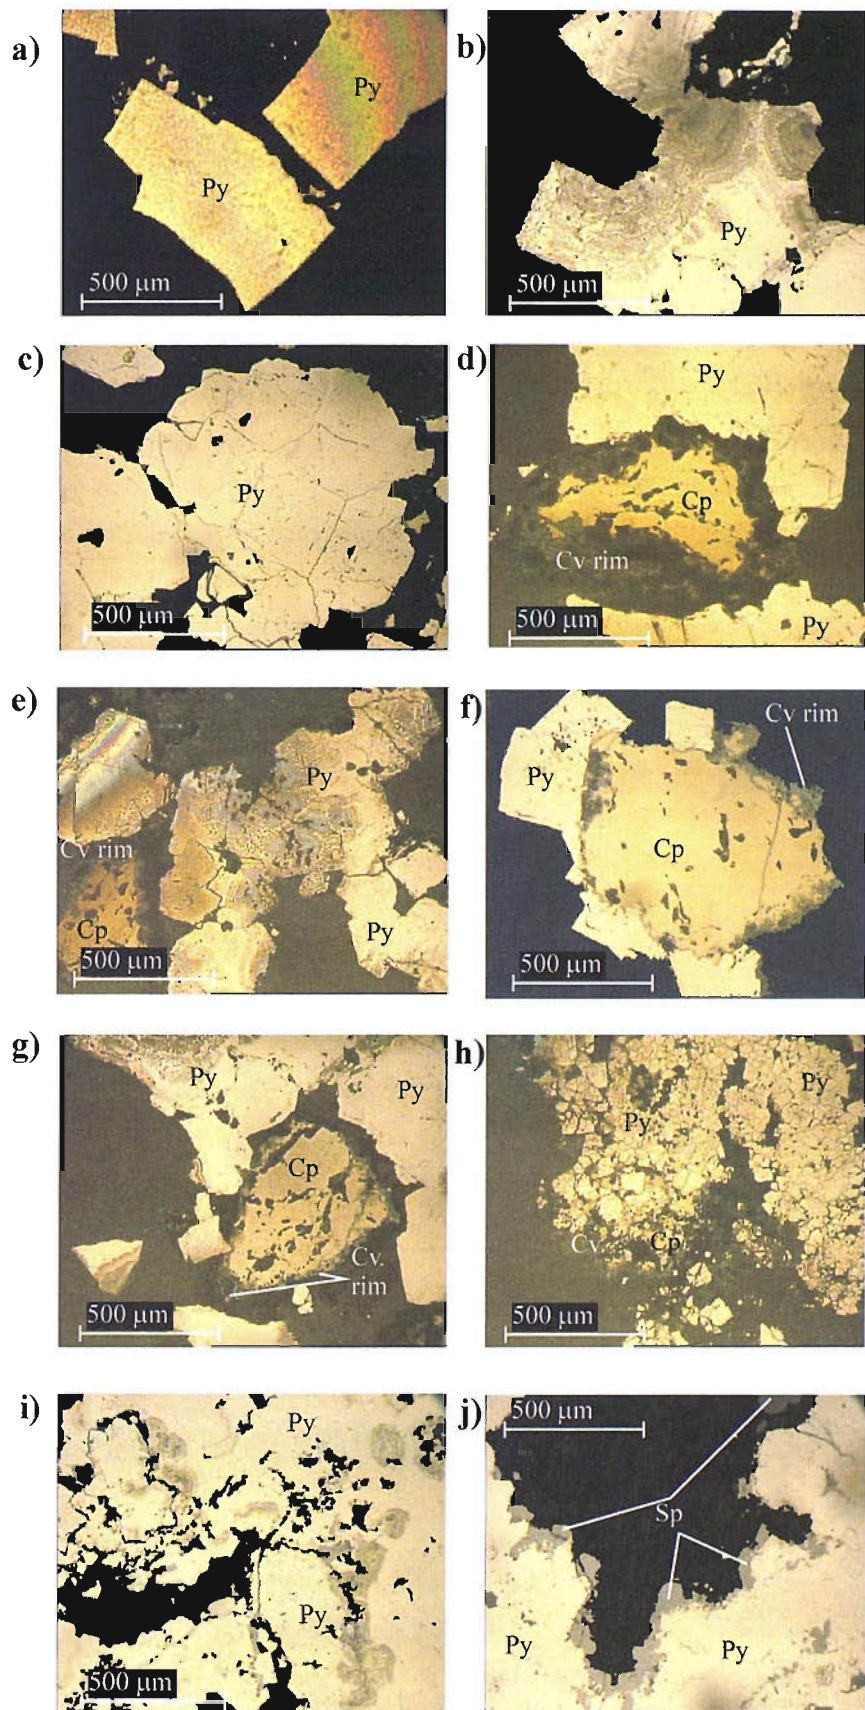 a)
Py
Py
500 μm
b)
Py
500 μm
c)
Py
500 μm
d)
Py
Cp
Cv rim
500 μm
Py
e)
Py
Cv rim
Cp
Py
500 μm
f)
Cv rim
Py
Cp
500 μm
g)
Py
Py
Cp
Cv
rim
500 μm
h)
Py
Py
Cv
Cp
500 μm
i)
Py
Py
500 μm
j)
500 μm
Sp
Py
Py